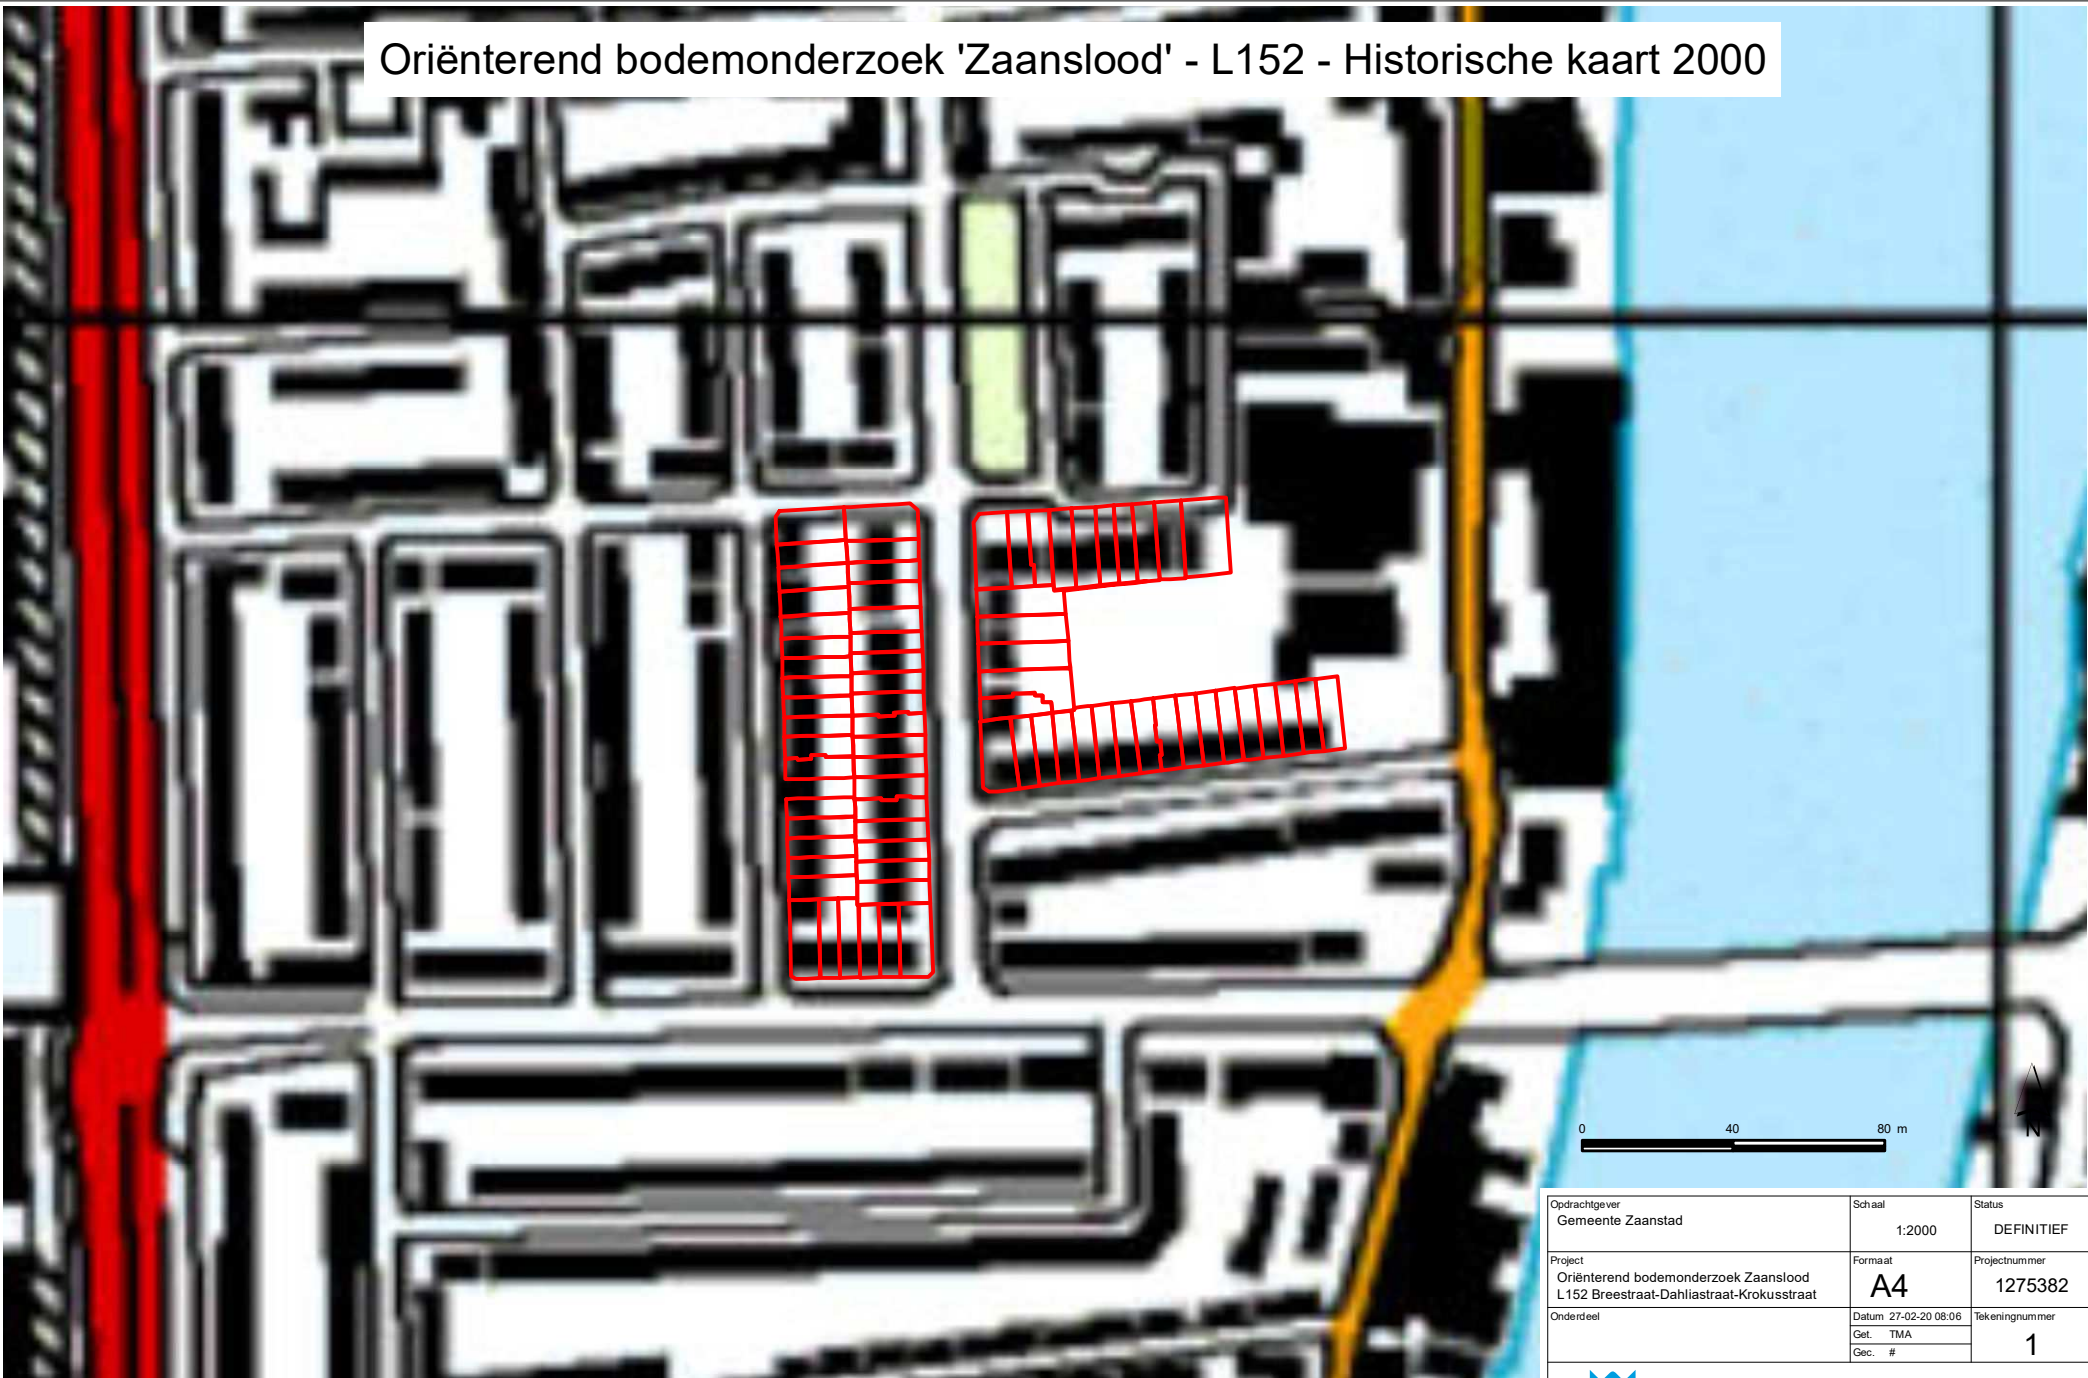 Oriënterend bodemonderzoek 'Zaanslood' - L152 - Historische kaart 2000
0 40 80 m
N
Opdrachtgever
Gemeente Zaanstad
Schaal
1:2000
Status
DEFINITIEF
Project
Oriënterend bodemonderzoek Zaanslood
L152 Breestraat-Dahliastraat-Krokusstraat
Formaat
A4
Projectnummer
1275382
Onderdeel
Datum 27-02-20 08:06
Get. TMA
Gec. #
Tekeningnummer
1